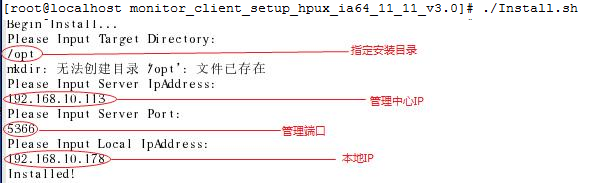 [root@localhost monitor_client_setup_hpux_ia64_11_11_v3.0]# ./Install.sh
Begin Install...
Please Input Target Directory:
/opt 指定安装目录
mkdir: 无法创建目录 '/opt': 文件已存在
Please Input Server IpAddress:
192.168.10.113 管理中心IP
Please Input Server Port:
5366 管理端口
Please Input Local IpAddress:
192.168.10.178 本地IP
Installed!